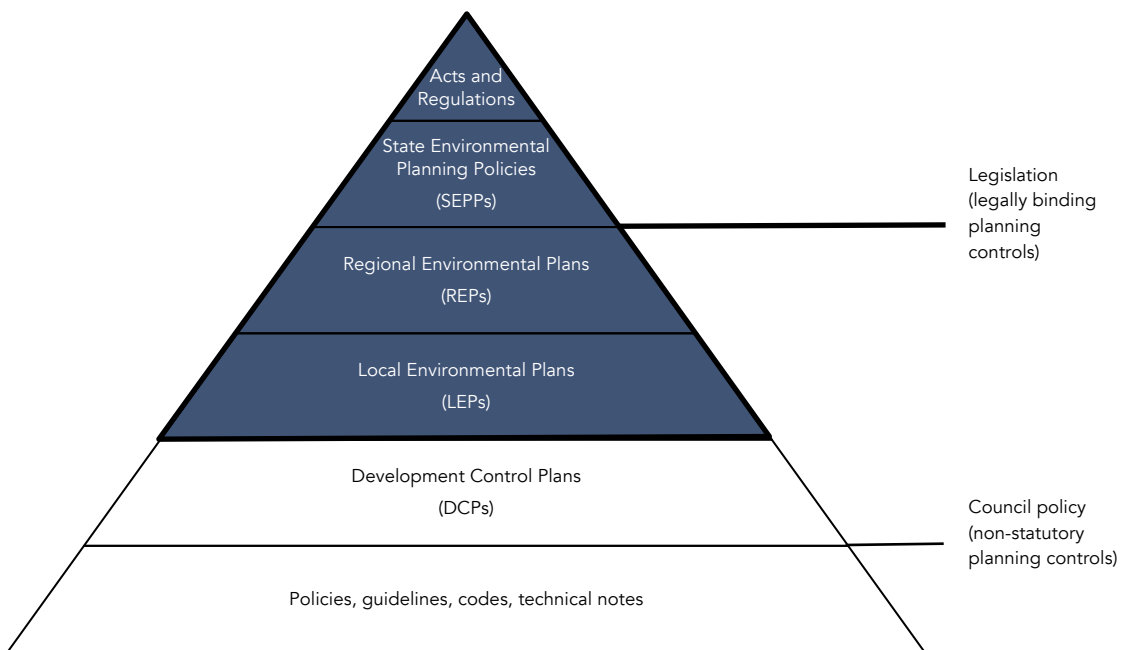 Acts and
Regulations
State Environmental
Planning Policies
(SEPPs)
Regional Environmental Plans
(REPs)
Local Environmental Plans
(LEPs)
Development Control Plans
(DCPs)
Policies, guidelines, codes, technical notes
Legislation
(legally binding
planning
controls)
Council policy
(non-statutory
planning controls)